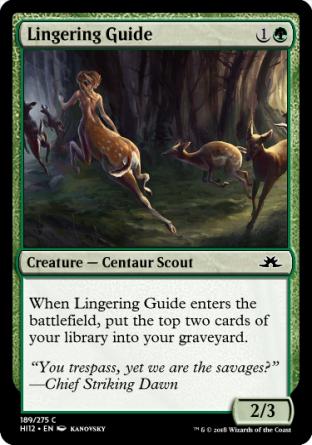 Lingering Guide 1
Creature — Centaur Scout
When Lingering Guide enters the
battlefield, put the top two cards of
your library into your graveyard.
“You trespass, yet we are the savages?”
—Chief Striking Dawn
2/3
189/275 C
HI12 • EN KANOVSKY
™ & © 2018 Wizards of the Coast